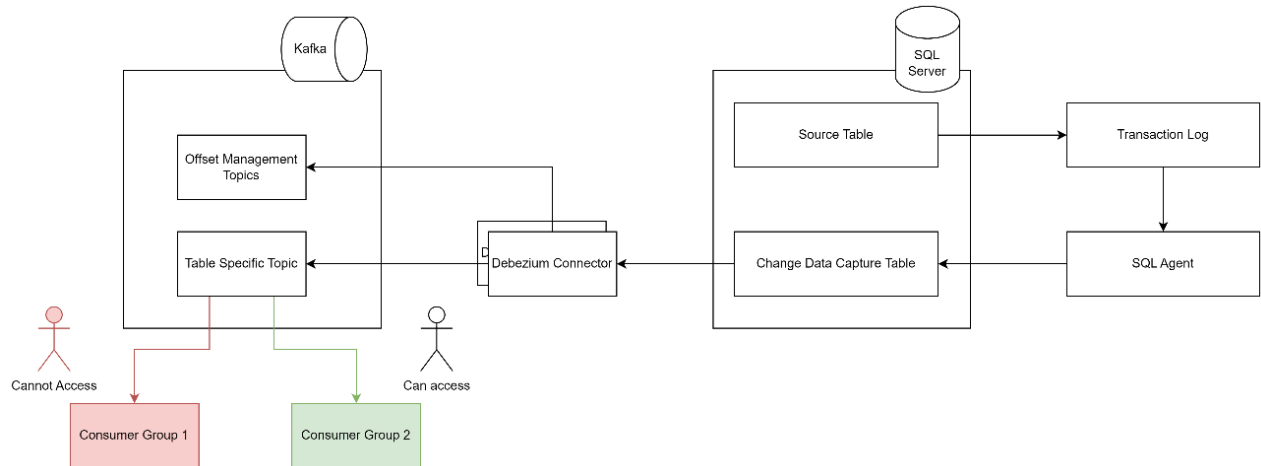 Kafka
SQL
Server
Source Table
Transaction Log
Offset Management
Topics
Table Specific Topic
D
Debezium Connector
Change Data Capture Table
SQL Agent
Cannot Access
Can access
Consumer Group 1
Consumer Group 2